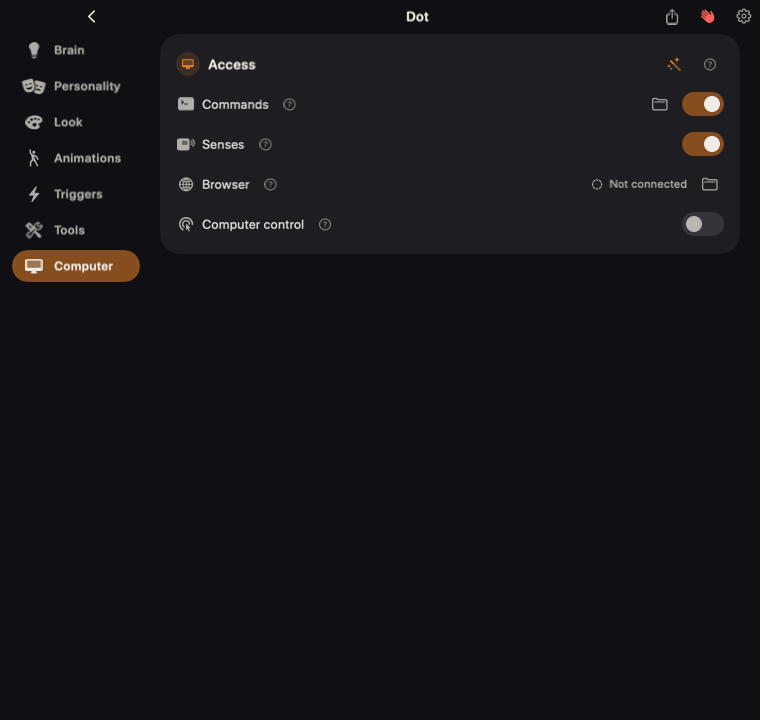 Dot
Brain
Personality
Look
Animations
Triggers
Tools
Computer
Access
Commands
Senses
Browser
Not connected
Computer control